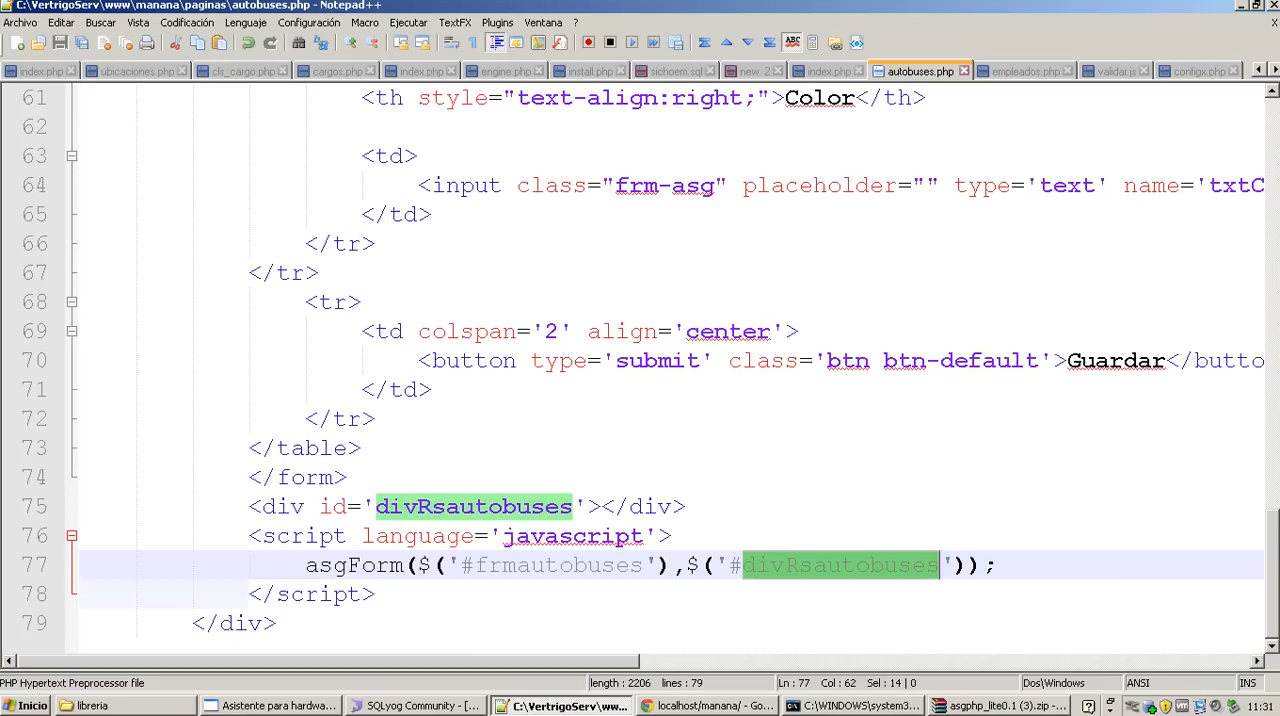 C:\VertrigoServ\www\manana\paginas\autobuses.php - Notepad++
Archivo Editar Buscar Vista Codificación Lenguaje Configuración Macro Ejecutar TextFX Plugins Ventana ?
index.php ubicaciones.php cls_cargo.php cargos.php index.php engine.php install.php sichoem.sql new 2 index.php autobuses.php empleados.php validar.js configx.php
61 <th style="text-align:right;">Color</th>
62
63 <td>
64 <input class="frm-asg" placeholder="" type='text' name='txtC
65 </td>
66 </tr>
67 </tr>
68 <tr>
69 <td colspan='2' align='center'>
70 <button type='submit' class='btn btn-default'>Guardar</butto
71 </td>
72 </tr>
73 </table>
74 </form>
75 <div id='divRsautobuses'></div>
76 <script language='javascript'>
77 asgForm($('#frmautobuses'),$('#divRsautobuses'));
78 </script>
79 </div>
PHP Hypertext Preprocessor file length : 2206 lines : 79 Ln : 77 Col : 62 Sel : 14 | 0 Dos\Windows ANSI INS
Inicio libreria Asistente para hardwa... SQLyog Community - [... C:\VertrigoServ\www... localhost/manana/ - Go... C:\WINDOWS\system3... asgphp_lite0.1 (3).zip - ... 11:31